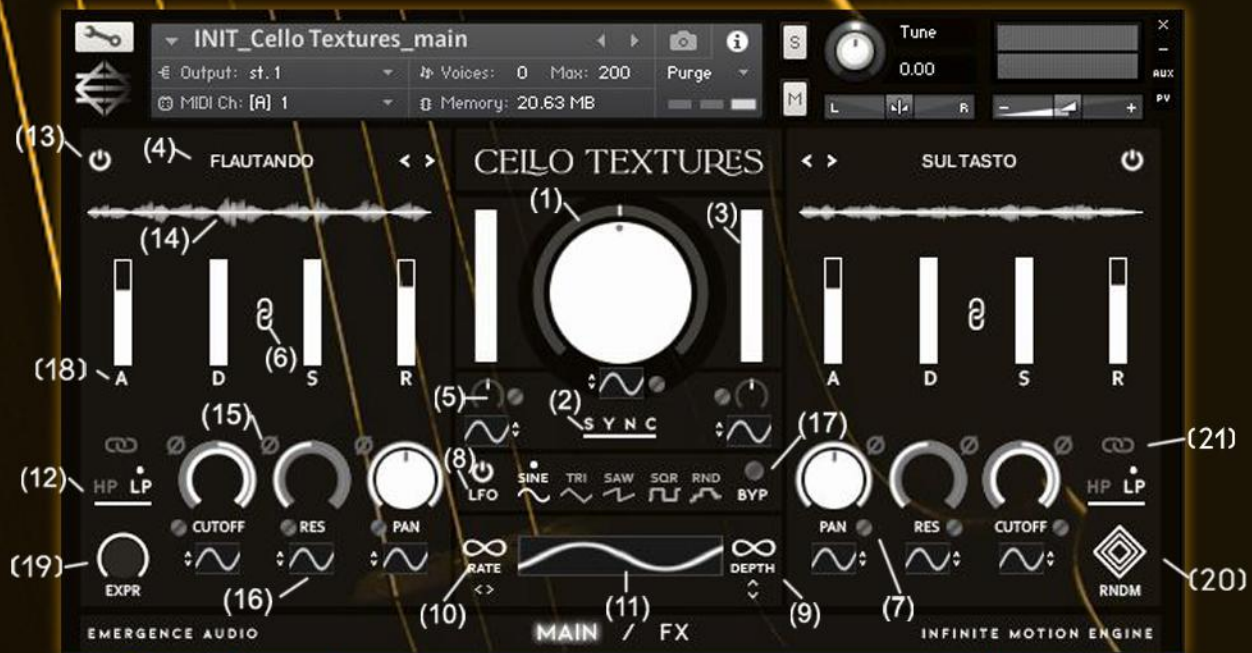 INIT_Cello Textures_main
Output: st.1
Voices: 0 Max: 200
Purge
MIDI Ch: [A] 1
Memory: 20.63 MB
S
M
Tune
0.00
L R
- +
×
-
AUX
PV
(13)
(4)
FLAUTANDO
< >
CELLO TEXTURES
< >
SUL TASTO
(1)
(3)
(14)
(6)
(18)
A D S R
A D S R
(5)
(2)
SYNC
(15)
(17)
(21)
(12)
HP LP
(8)
LFO
SINE TRI SAW SQR RND
BYP
HP LP
CUTOFF RES PAN
PAN RES CUTOFF
(19)
EXPR
(16)
(10)
RATE
< >
(11)
DEPTH
(9)
(7)
RNDM
(20)
EMERGENCE AUDIO
MAIN / FX
INFINITE MOTION ENGINE